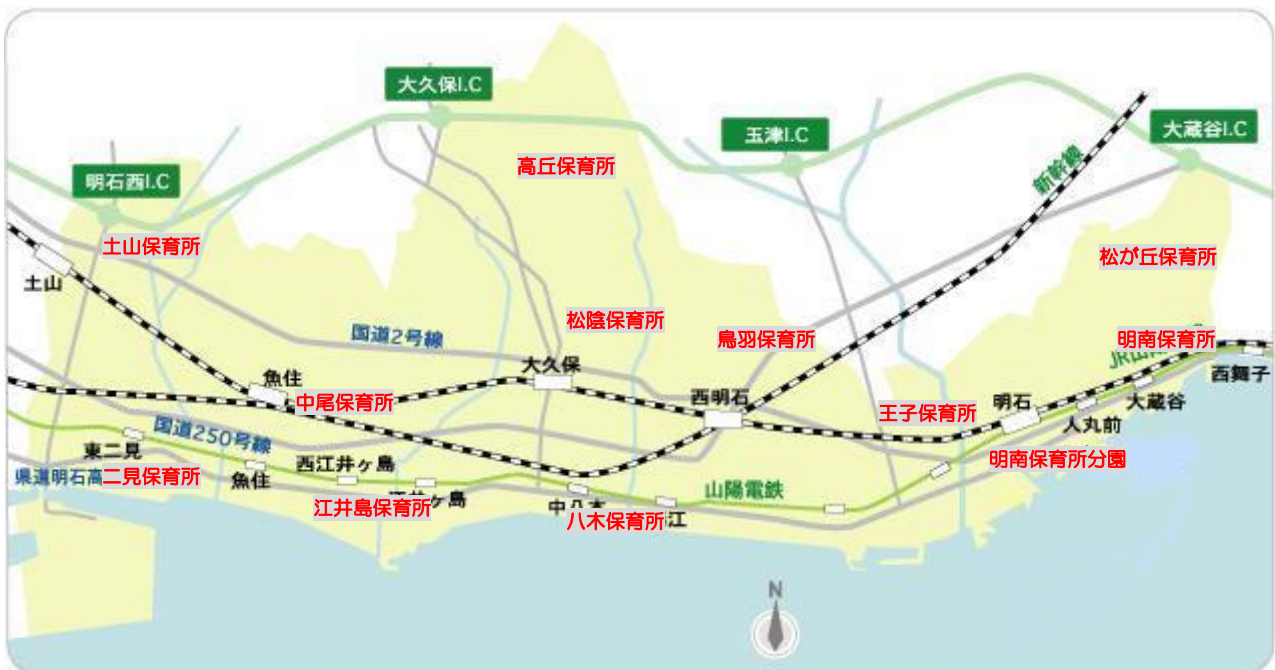 大久保I.C
大蔵谷I.C
玉津I.C
高丘保育所
新幹線
明石西I.C
土山保育所
松が丘保育所
土山
松陰保育所
国道2号線
鳥羽保育所
明南保育所
大久保
西舞子
魚住
西明石
中尾保育所
明石
大蔵谷
王子保育所
人丸前
国道250号線
東二見
明南保育所分園
西江井ヶ島
県道明石高
二見保育所
魚住
山陽電鉄
ヶ島
江井島保育所
中八木
八木保育所
江
N